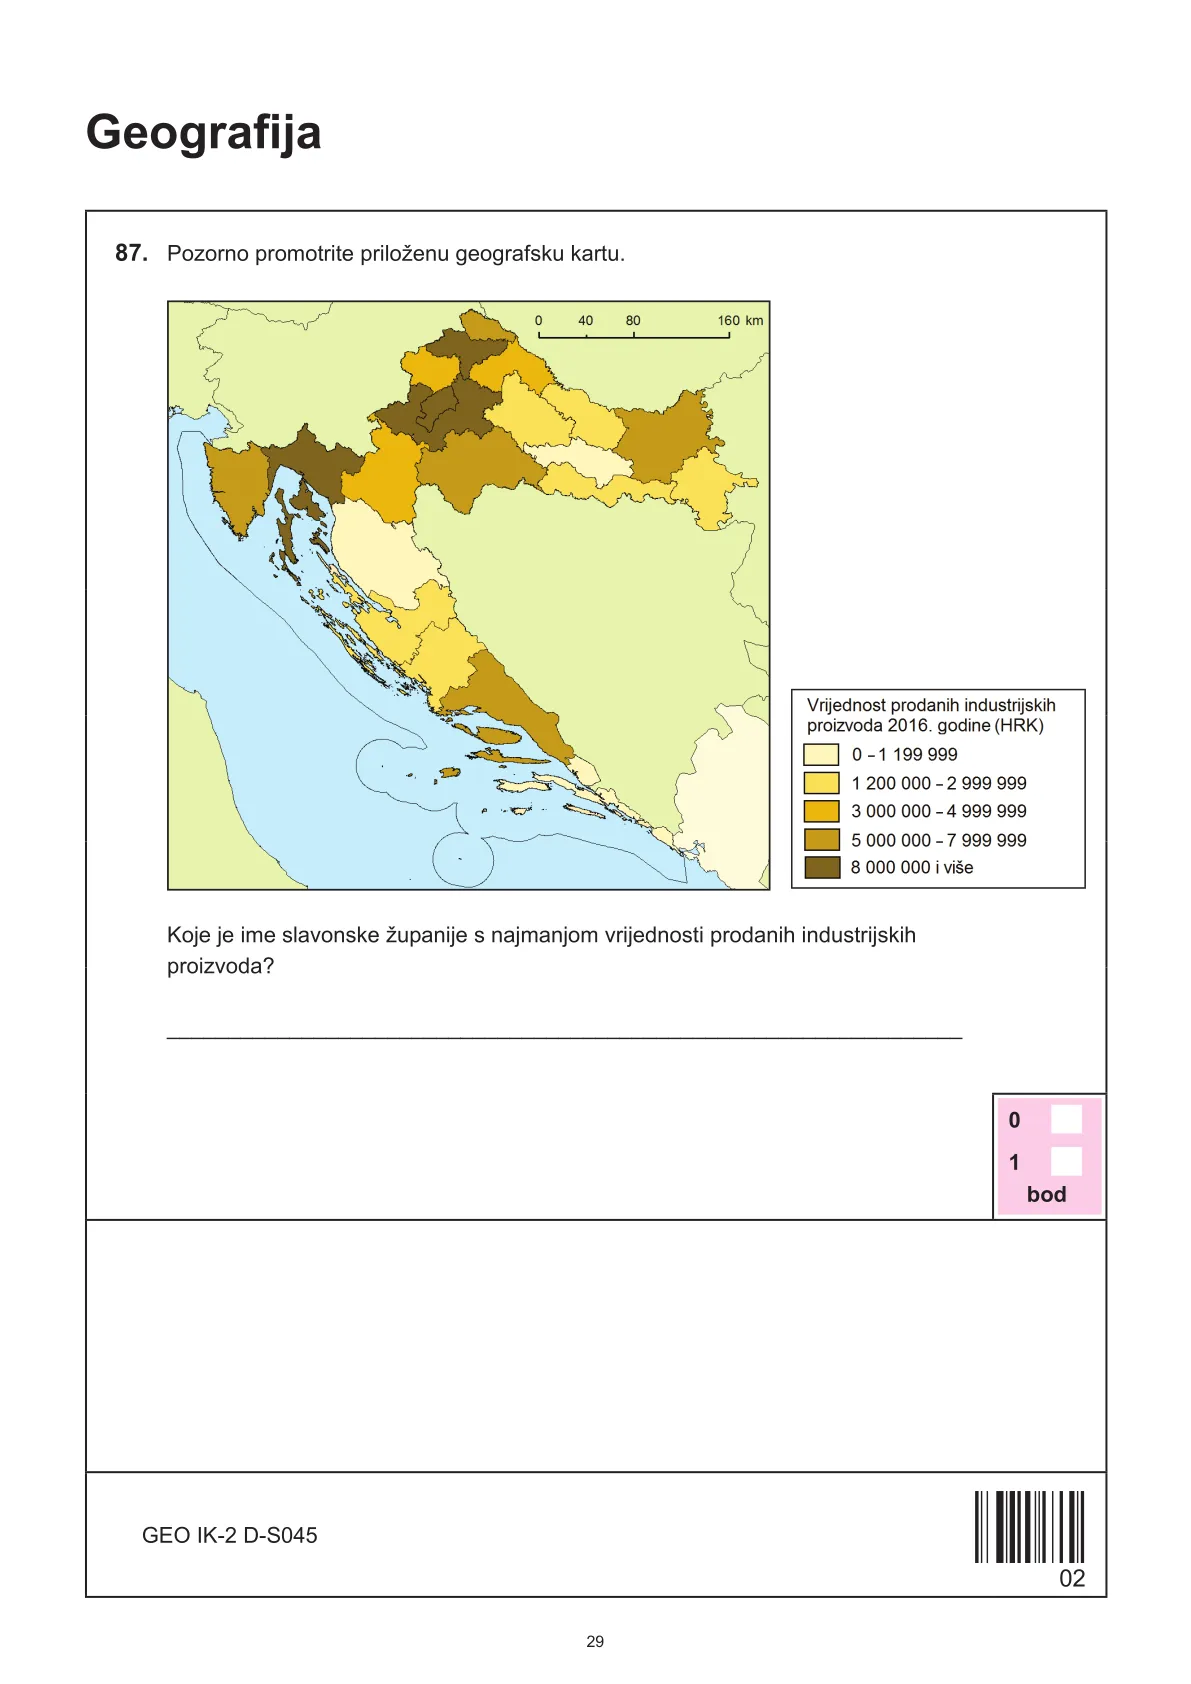 Geografija
87. Pozorno promotrite priloženu geografsku kartu.
0 40 80 160 km
Vrijednost prodanih industrijskih
proizvoda 2016. godine (HRK)
0 – 1 199 999
1 200 000 – 2 999 999
3 000 000 – 4 999 999
5 000 000 – 7 999 999
8 000 000 i više
Koje je ime slavonske županije s najmanjom vrijednosti prodanih industrijskih
proizvoda?
0
1
bod
GEO IK-2 D-S045
02
29